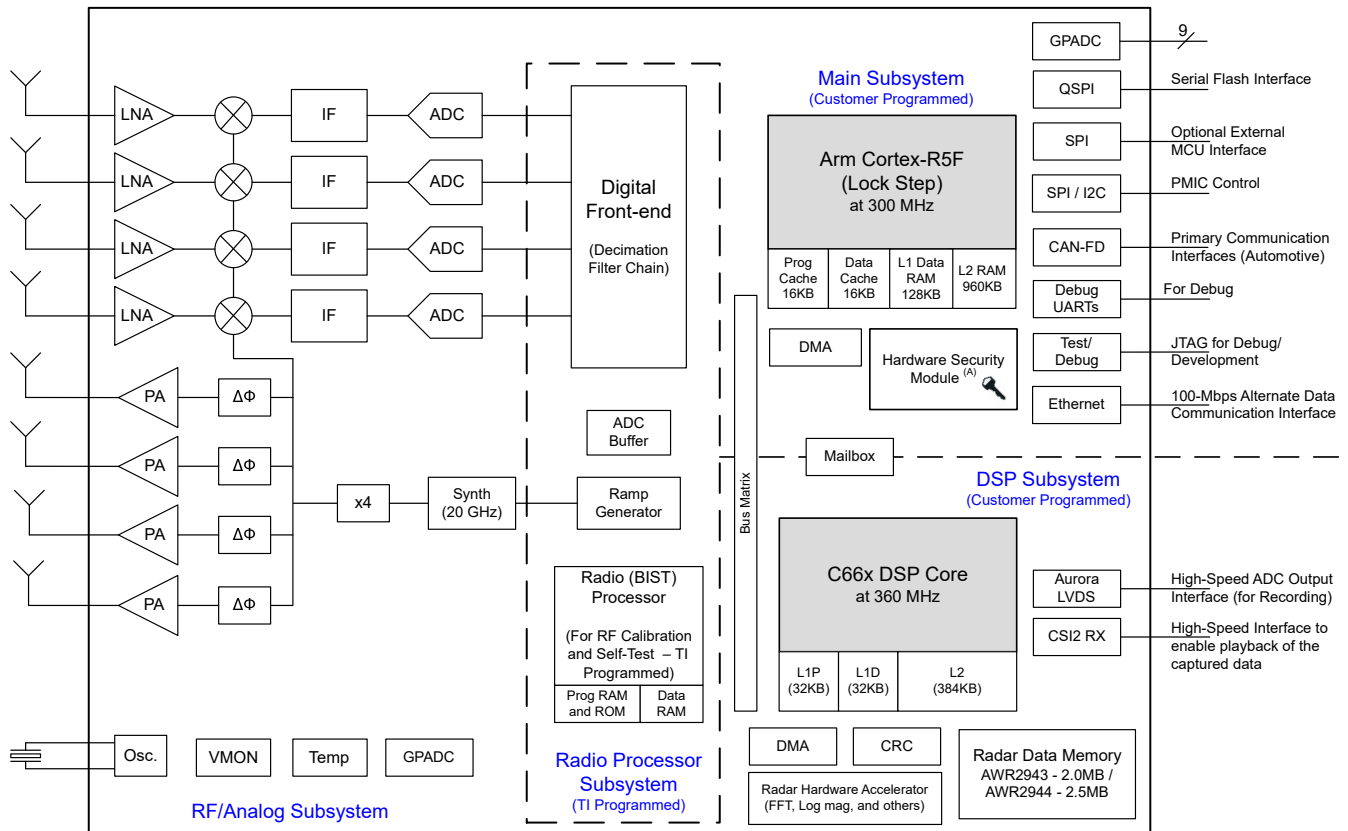 LNA
IF
ADC
LNA
IF
ADC
LNA
IF
ADC
LNA
IF
ADC
PA
ΔΦ
PA
ΔΦ
PA
ΔΦ
PA
ΔΦ
x4
Synth
(20 GHz)
Osc.
VMON
Temp
GPADC
RF/Analog Subsystem
Digital
Front-end
(Decimation
Filter Chain)
ADC
Buffer
Ramp
Generator
Radio (BIST)
Processor
(For RF Calibration
and Self-Test – TI
Programmed)
Prog RAM
and ROM
Data
RAM
Radio Processor
Subsystem
(TI Programmed)
Bus Matrix
Main Subsystem
(Customer Programmed)
Arm Cortex-R5F
(Lock Step)
at 300 MHz
Prog
Cache
16KB
Data
Cache
16KB
L1 Data
RAM
128KB
L2 RAM
960KB
DMA
Hardware Security
Module (A)
Mailbox
GPADC
9
QSPI
Serial Flash Interface
SPI
Optional External
MCU Interface
SPI / I2C
PMIC Control
CAN-FD
Primary Communication
Interfaces (Automotive)
Debug
UARTs
For Debug
Test/
Debug
JTAG for Debug/
Development
Ethernet
100-Mbps Alternate Data
Communication Interface
DSP Subsystem
(Customer Programmed)
C66x DSP Core
at 360 MHz
L1P
(32KB)
L1D
(32KB)
L2
(384KB)
Aurora
LVDS
High-Speed ADC Output
Interface (for Recording)
CSI2 RX
High-Speed Interface to
enable playback of the
captured data
DMA
CRC
Radar Hardware Accelerator
(FFT, Log mag, and others)
Radar Data Memory
AWR2943 - 2.0MB /
AWR2944 - 2.5MB